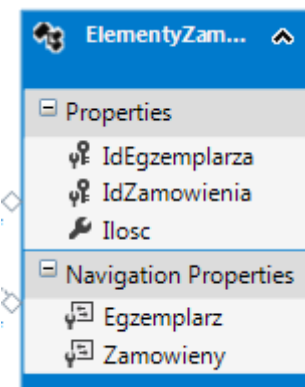 ElementyZam...
Properties
IdEgzemplarza
IdZamowienia
Ilosc
Navigation Properties
Egzemplarz
Zamowieny